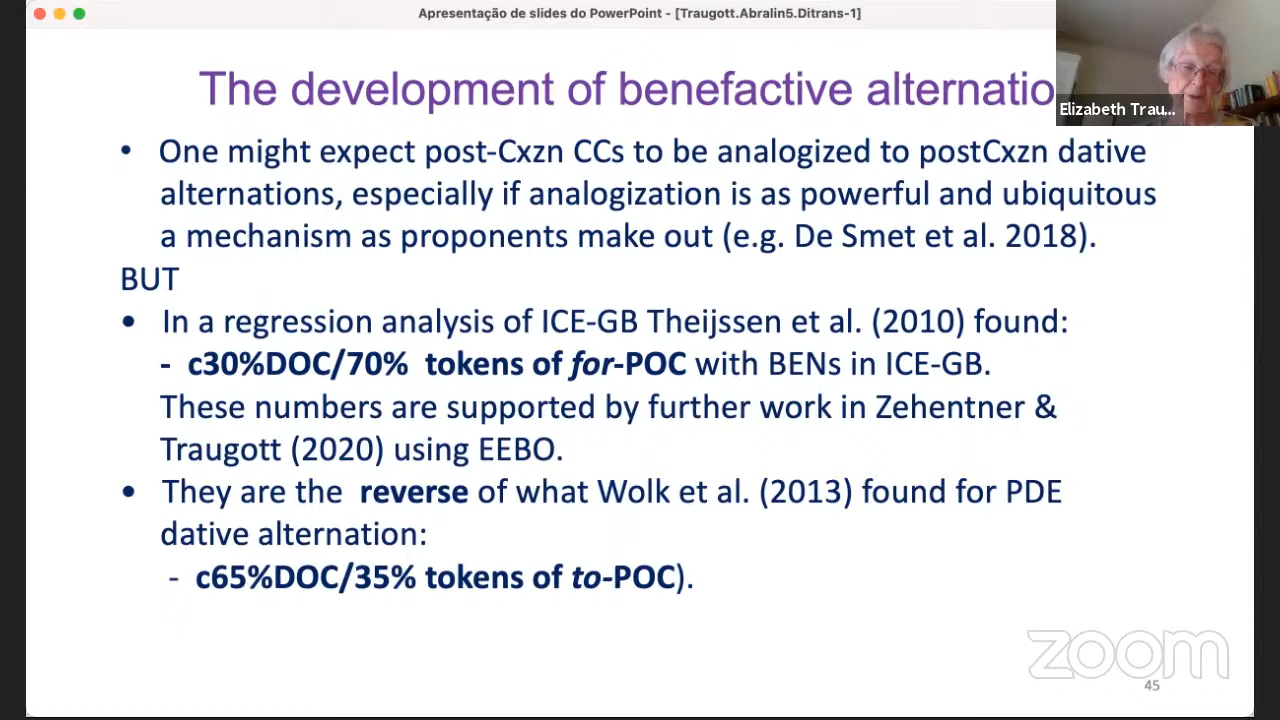 Apresentação de slides do PowerPoint - [Traugott.Abralin5.Ditrans-1]
The development of benefactive alternatio
Elizabeth Trau...
• One might expect post-Cxzn CCs to be analogized to postCxzn dative
alternations, especially if analogization is as powerful and ubiquitous
a mechanism as proponents make out (e.g. De Smet et al. 2018).
BUT
• In a regression analysis of ICE-GB Theijssen et al. (2010) found:
- c30%DOC/70% tokens of for-POC with BENs in ICE-GB.
These numbers are supported by further work in Zehentner &
Traugott (2020) using EEBO.
• They are the reverse of what Wolk et al. (2013) found for PDE
dative alternation:
- c65%DOC/35% tokens of to-POC).
zoom
45